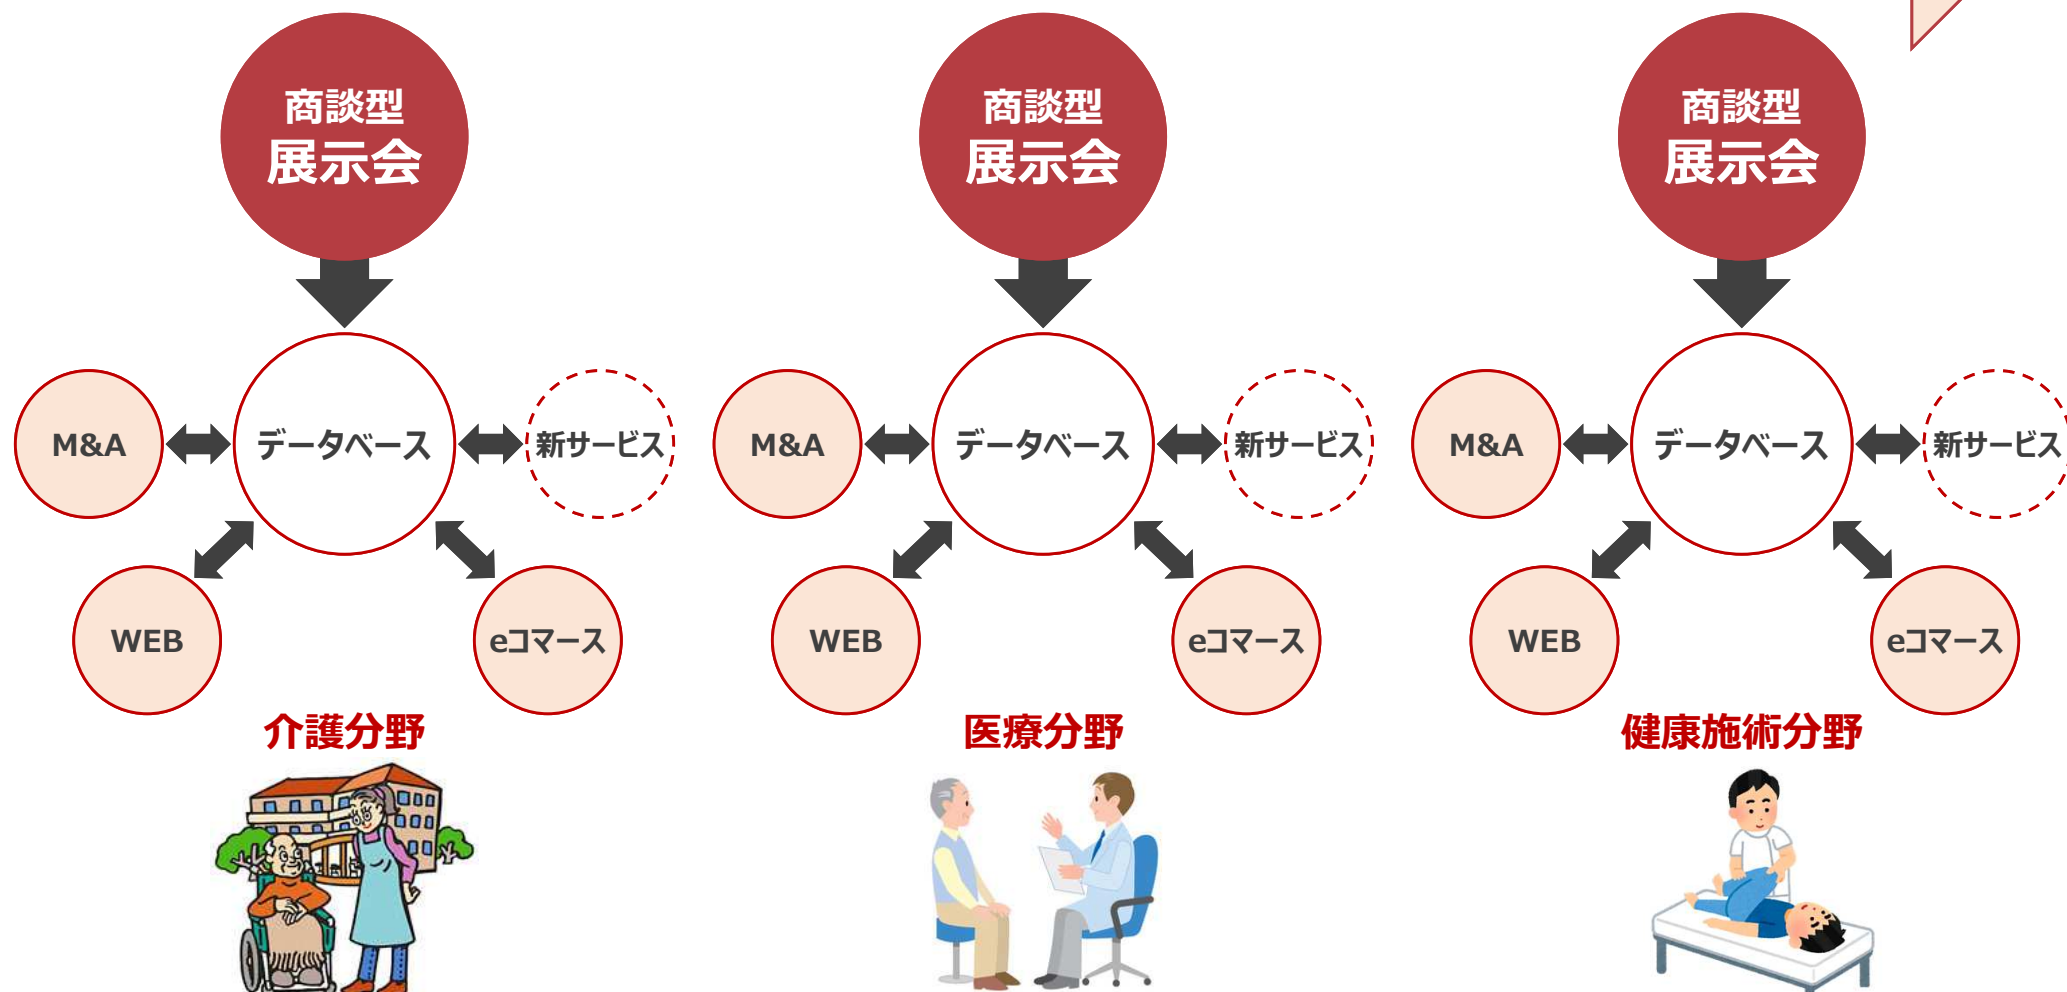 商談型
展示会
商談型
展示会
商談型
展示会
M&A
データベース
新サービス
M&A
データベース
新サービス
M&A
データベース
新サービス
WEB
eコマース
WEB
eコマース
WEB
eコマース
介護分野
医療分野
健康施術分野